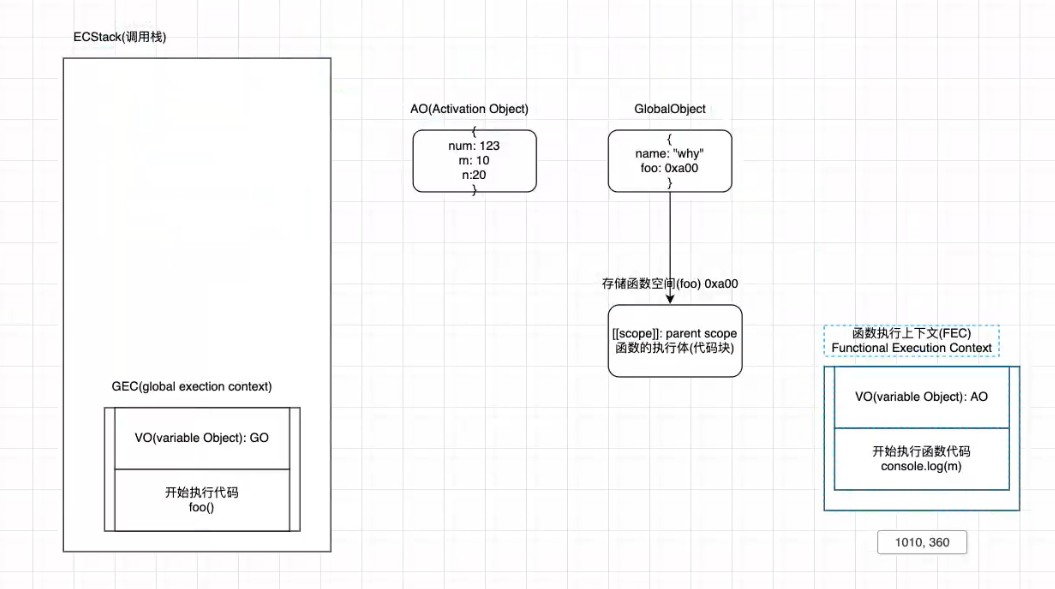 ECStack(调用栈)
AO(Activation Object)
{
num: 123
m: 10
n:20
}
GlobalObject
{
name: "why"
foo: 0xa00
}
存储函数空间(foo) 0xa00
[[scope]]: parent scope
函数的执行体(代码块)
函数执行上下文(FEC)
Functional Execution Context
VO(variable Object): AO
开始执行函数代码
console.log(m)
1010, 360
GEC(global exection context)
VO(variable Object): GO
开始执行代码
foo()